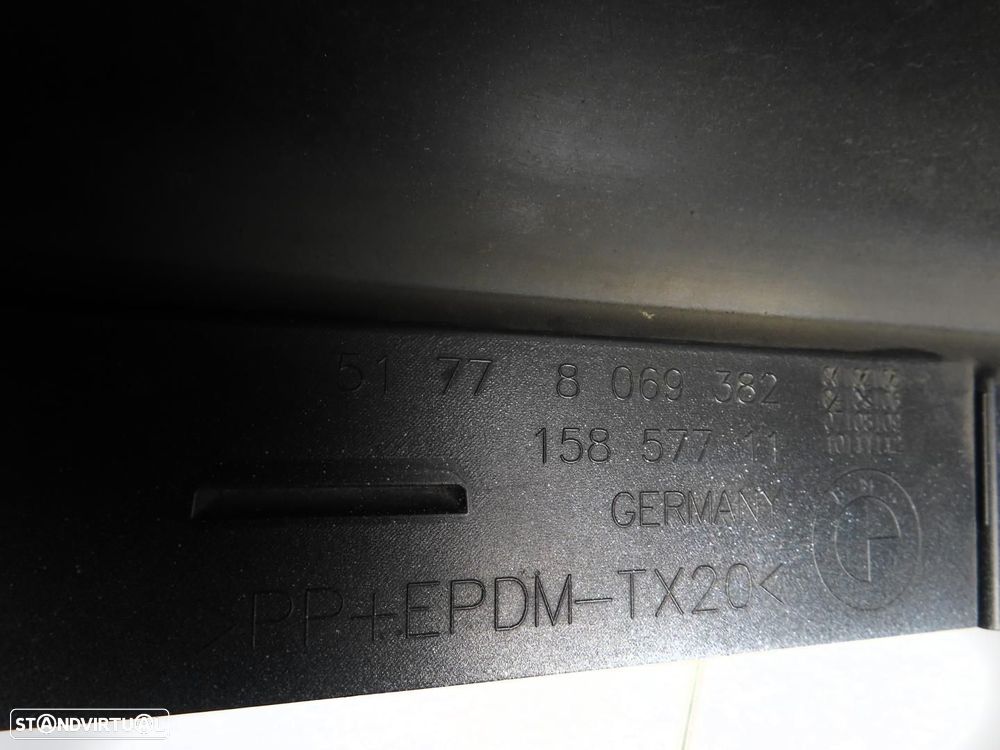 51 77 8 069 382
158 577 11
GERMANY
>PP+EPDM-TX20<
STANDVIRTUAL